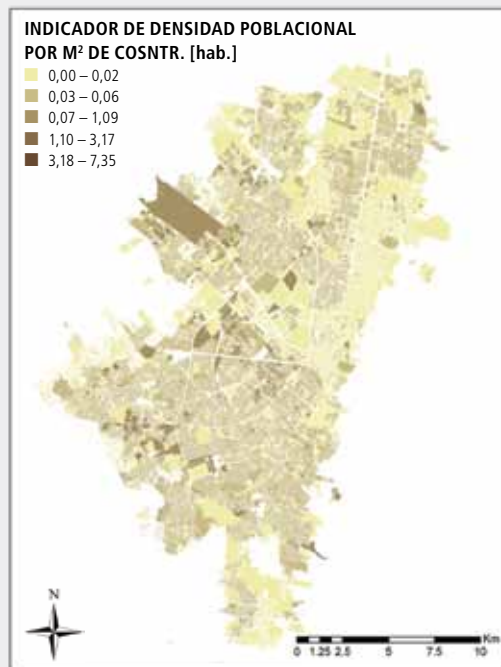 INDICADOR DE DENSIDAD POBLACIONAL
POR M² DE COSNTR. [hab.]
0,00 – 0,02
0,03 – 0,06
0,07 – 1,09
1,10 – 3,17
3,18 – 7,35
N
Km
0 1.25 2.5 5 7.5 10